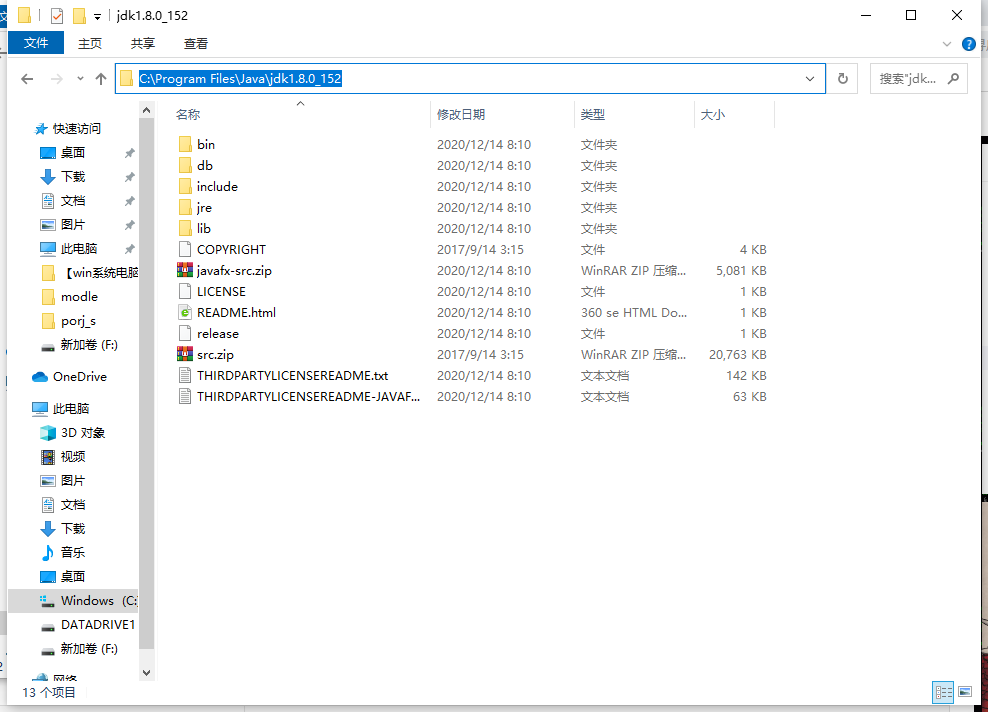 jdk1.8.0_152
文件 主页 共享 查看
C:\Program Files\Java\jdk1.8.0_152 搜索"jdk...
名称 修改日期 类型 大小
bin 2020/12/14 8:10 文件夹
db 2020/12/14 8:10 文件夹
include 2020/12/14 8:10 文件夹
jre 2020/12/14 8:10 文件夹
lib 2020/12/14 8:10 文件夹
COPYRIGHT 2017/9/14 3:15 文件 4 KB
javafx-src.zip 2020/12/14 8:10 WinRAR ZIP 压缩... 5,081 KB
LICENSE 2020/12/14 8:10 文件 1 KB
README.html 2020/12/14 8:10 360 se HTML Do... 1 KB
release 2020/12/14 8:10 文件 1 KB
src.zip 2017/9/14 3:15 WinRAR ZIP 压缩... 20,763 KB
THIRDPARTYLICENSEREADME.txt 2020/12/14 8:10 文本文档 142 KB
THIRDPARTYLICENSEREADME-JAVAF... 2020/12/14 8:10 文本文档 63 KB
快速访问
桌面
下载
文档
图片
此电脑
【win系统电脑
modle
porj_s
新加卷 (F:)
OneDrive
此电脑
3D 对象
视频
图片
文档
下载
音乐
桌面
Windows (C:
DATADRIVE1
新加卷 (F:)
网络
13 个项目